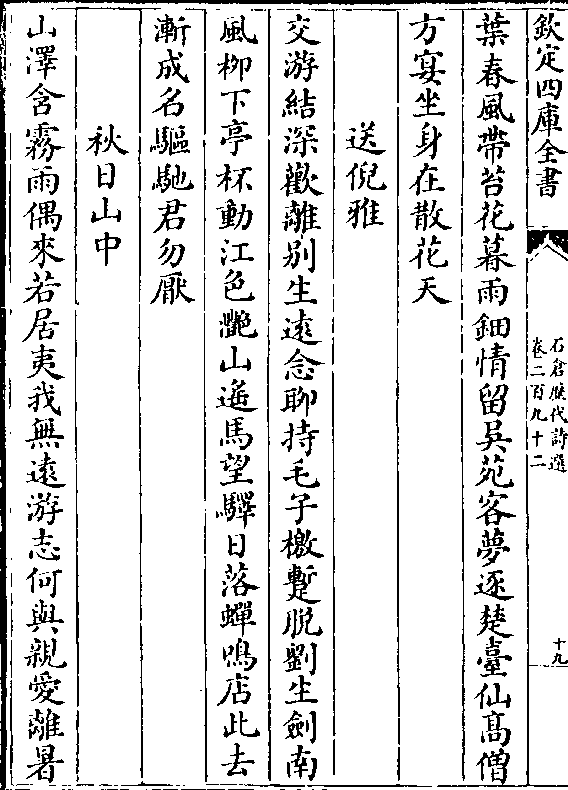 欽定四庫全書
石倉歷代詩選
卷二百九十二
十九
葉春風帶苔花暮雨鈿情留吳苑客夢逐楚臺仙髙僧
方宴坐身在散花天
送倪雅
交游結深歡離别生遠念聊持毛子檄蹔脱劉生劍南
風柳下亭杯動江色灔山遙馬望驛日落蟬鳴店此去
漸成名驅馳君勿厭
秋日山中
山澤含霧雨偶來若居夷我無遠游志何與親愛離暑